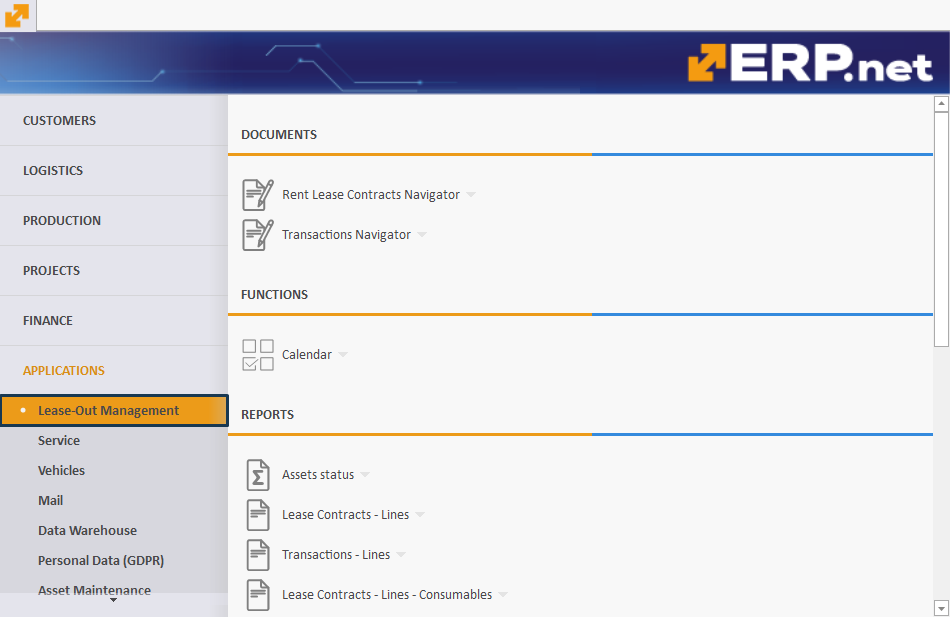 ERP.net
CUSTOMERS
LOGISTICS
PRODUCTION
PROJECTS
FINANCE
APPLICATIONS
Lease-Out Management
Service
Vehicles
Mail
Data Warehouse
Personal Data (GDPR)
Asset Maintenance
DOCUMENTS
Rent Lease Contracts Navigator
Transactions Navigator
FUNCTIONS
Calendar
REPORTS
Assets status
Lease Contracts - Lines
Transactions - Lines
Lease Contracts - Lines - Consumables